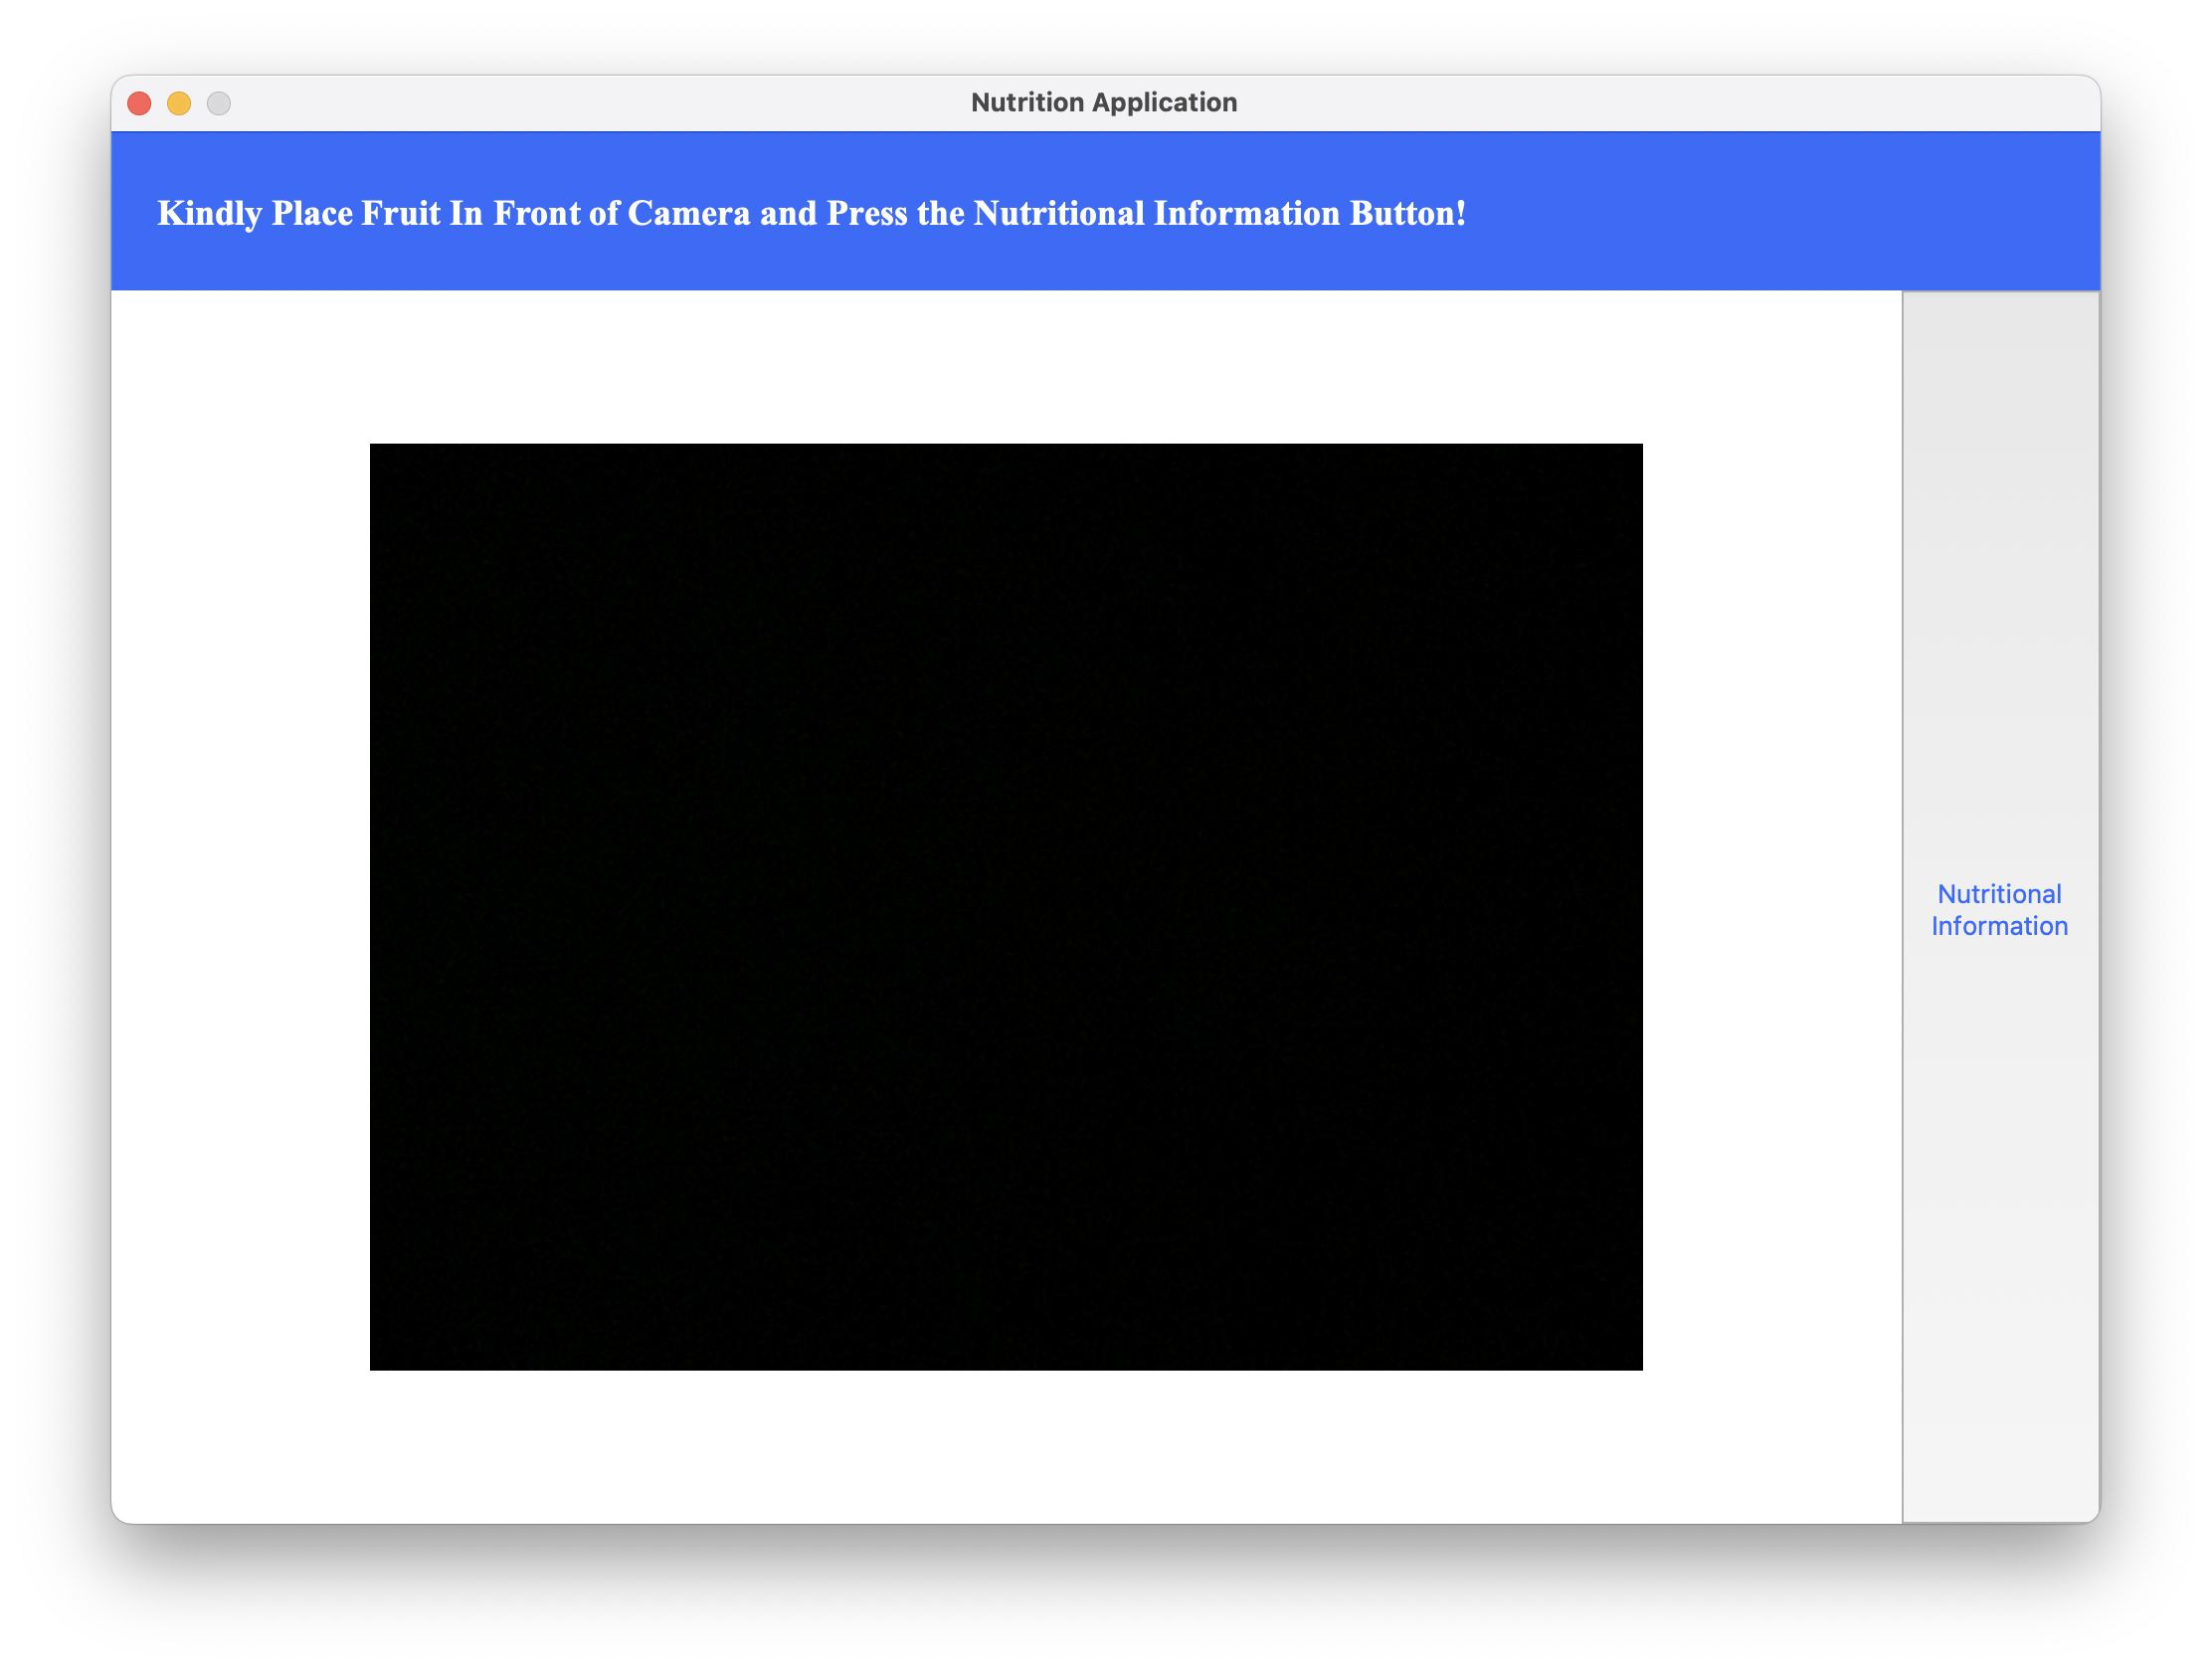 Nutrition Application
Kindly Place Fruit In Front of Camera and Press the Nutritional Information Button!
Nutritional
Information